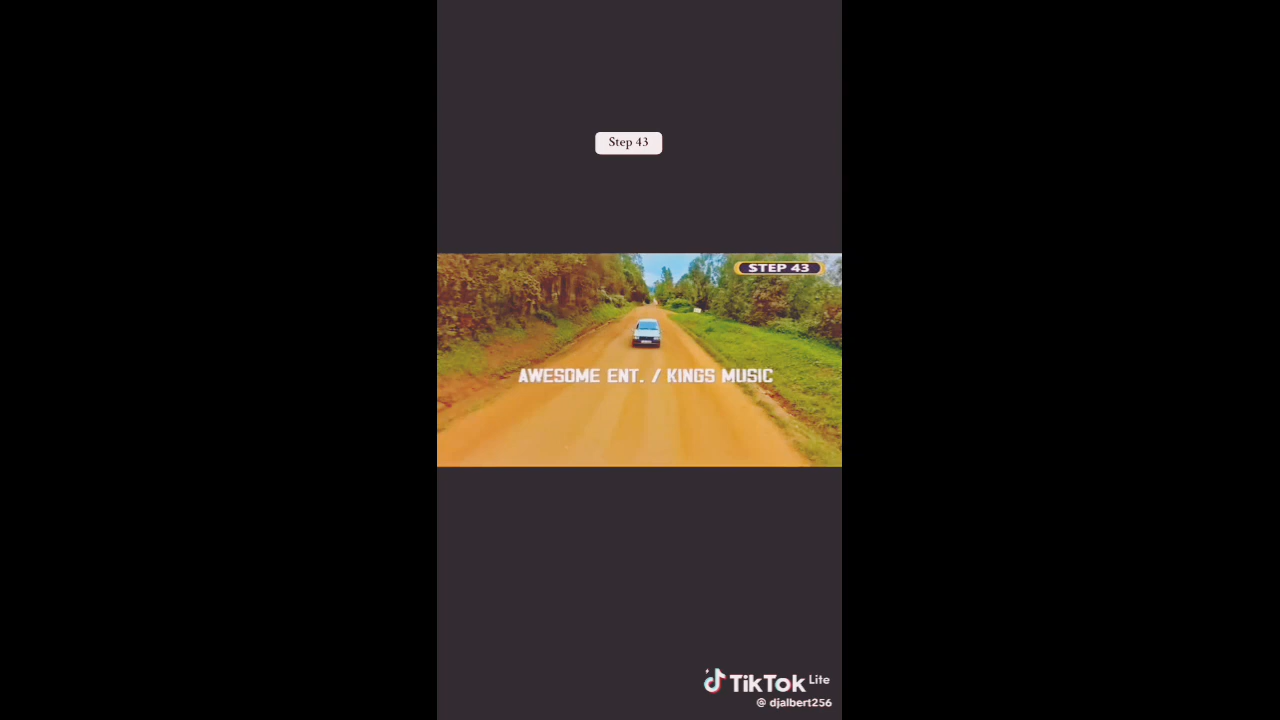 Step 43
STEP 43
AWESOME ENT. / KINGS MUSIC
TikTok Lite
@ djalbert256